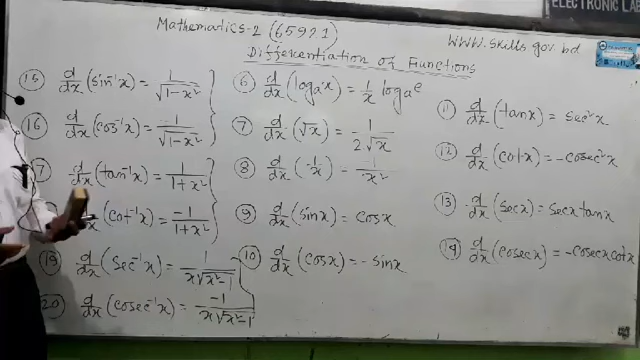 ELECTRONIC LAB
Mathematics-2 (65921)
WWW.Skills.gov.bd
Differentiation of Functions
(15) d/dx (sin⁻¹x) = 1/√(1-x²)
(16) d/dx (cos⁻¹x) = -1/√(1-x²)
17 d/dx (tan⁻¹x) = 1/(1+x²)
d/dx (cot⁻¹x) = -1/(1+x²)
(19) d/dx (sec⁻¹x) = 1/(x√(x²-1))
(20) d/dx (cosec⁻¹x) = -1/(x√(x²-1))
(6) d/dx (logₐx) = 1/x logₐe
(7) d/dx (√x) = 1/(2√x)
(8) d/dx (1/x) = -1/x²
(9) d/dx (sinx) = cosx
(10) d/dx (cosx) = -sinx
(11) d/dx (tanx) = sec²x
(12) d/dx (cotx) = -cosec²x
(13) d/dx (secx) = secx tanx
(14) d/dx (cosecx) = -cosecx cotx